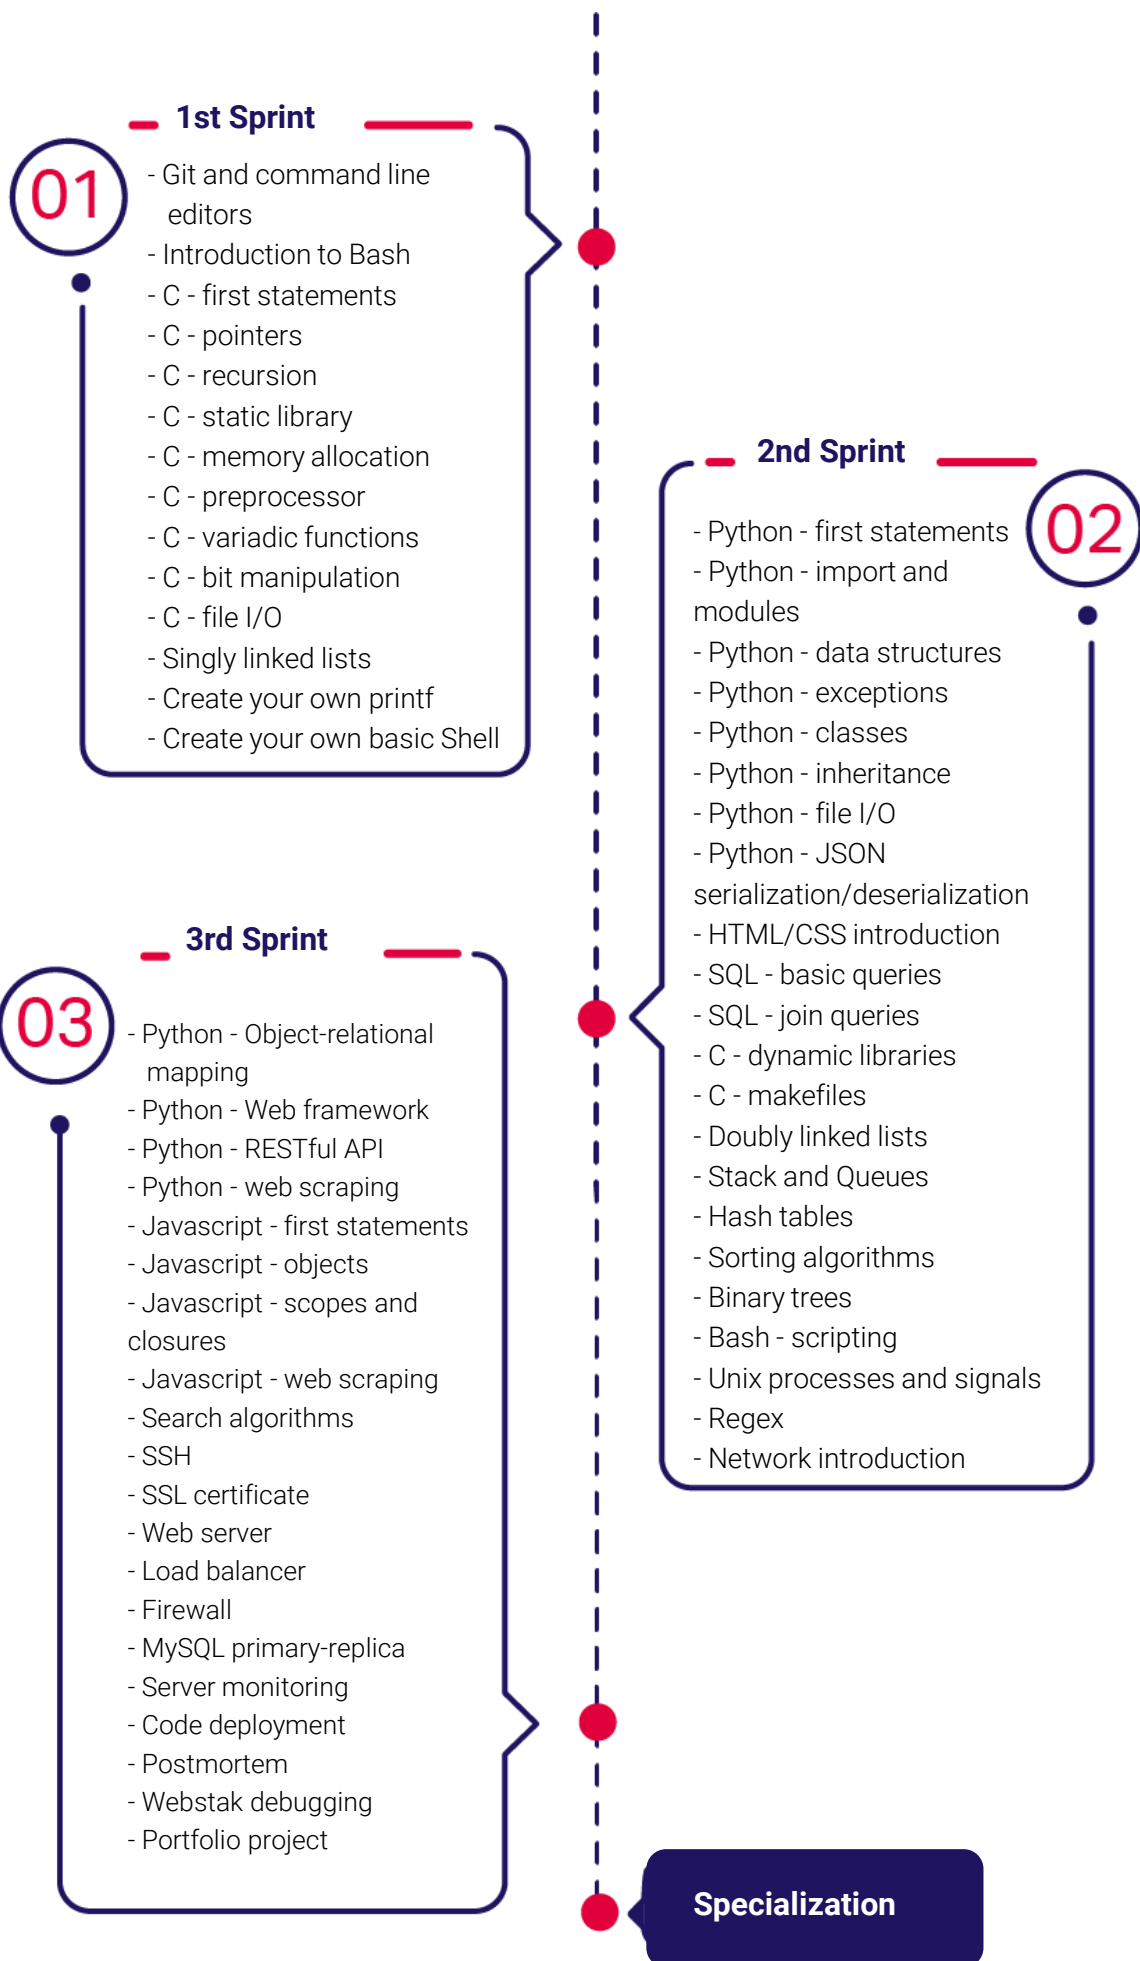 1st Sprint
01
- Git and command line
editors
- Introduction to Bash
- C - first statements
- C - pointers
- C - recursion
- C - static library
- C - memory allocation
- C - preprocessor
- C - variadic functions
- C - bit manipulation
- C - file I/O
- Singly linked lists
- Create your own printf
- Create your own basic Shell
2nd Sprint
02
- Python - first statements
- Python - import and
modules
- Python - data structures
- Python - exceptions
- Python - classes
- Python - inheritance
- Python - file I/O
- Python - JSON
serialization/deserialization
- HTML/CSS introduction
- SQL - basic queries
- SQL - join queries
- C - dynamic libraries
- C - makefiles
- Doubly linked lists
- Stack and Queues
- Hash tables
- Sorting algorithms
- Binary trees
- Bash - scripting
- Unix processes and signals
- Regex
- Network introduction
3rd Sprint
03
- Python - Object-relational
mapping
- Python - Web framework
- Python - RESTful API
- Python - web scraping
- Javascript - first statements
- Javascript - objects
- Javascript - scopes and
closures
- Javascript - web scraping
- Search algorithms
- SSH
- SSL certificate
- Web server
- Load balancer
- Firewall
- MySQL primary-replica
- Server monitoring
- Code deployment
- Postmortem
- Webstak debugging
- Portfolio project
Specialization